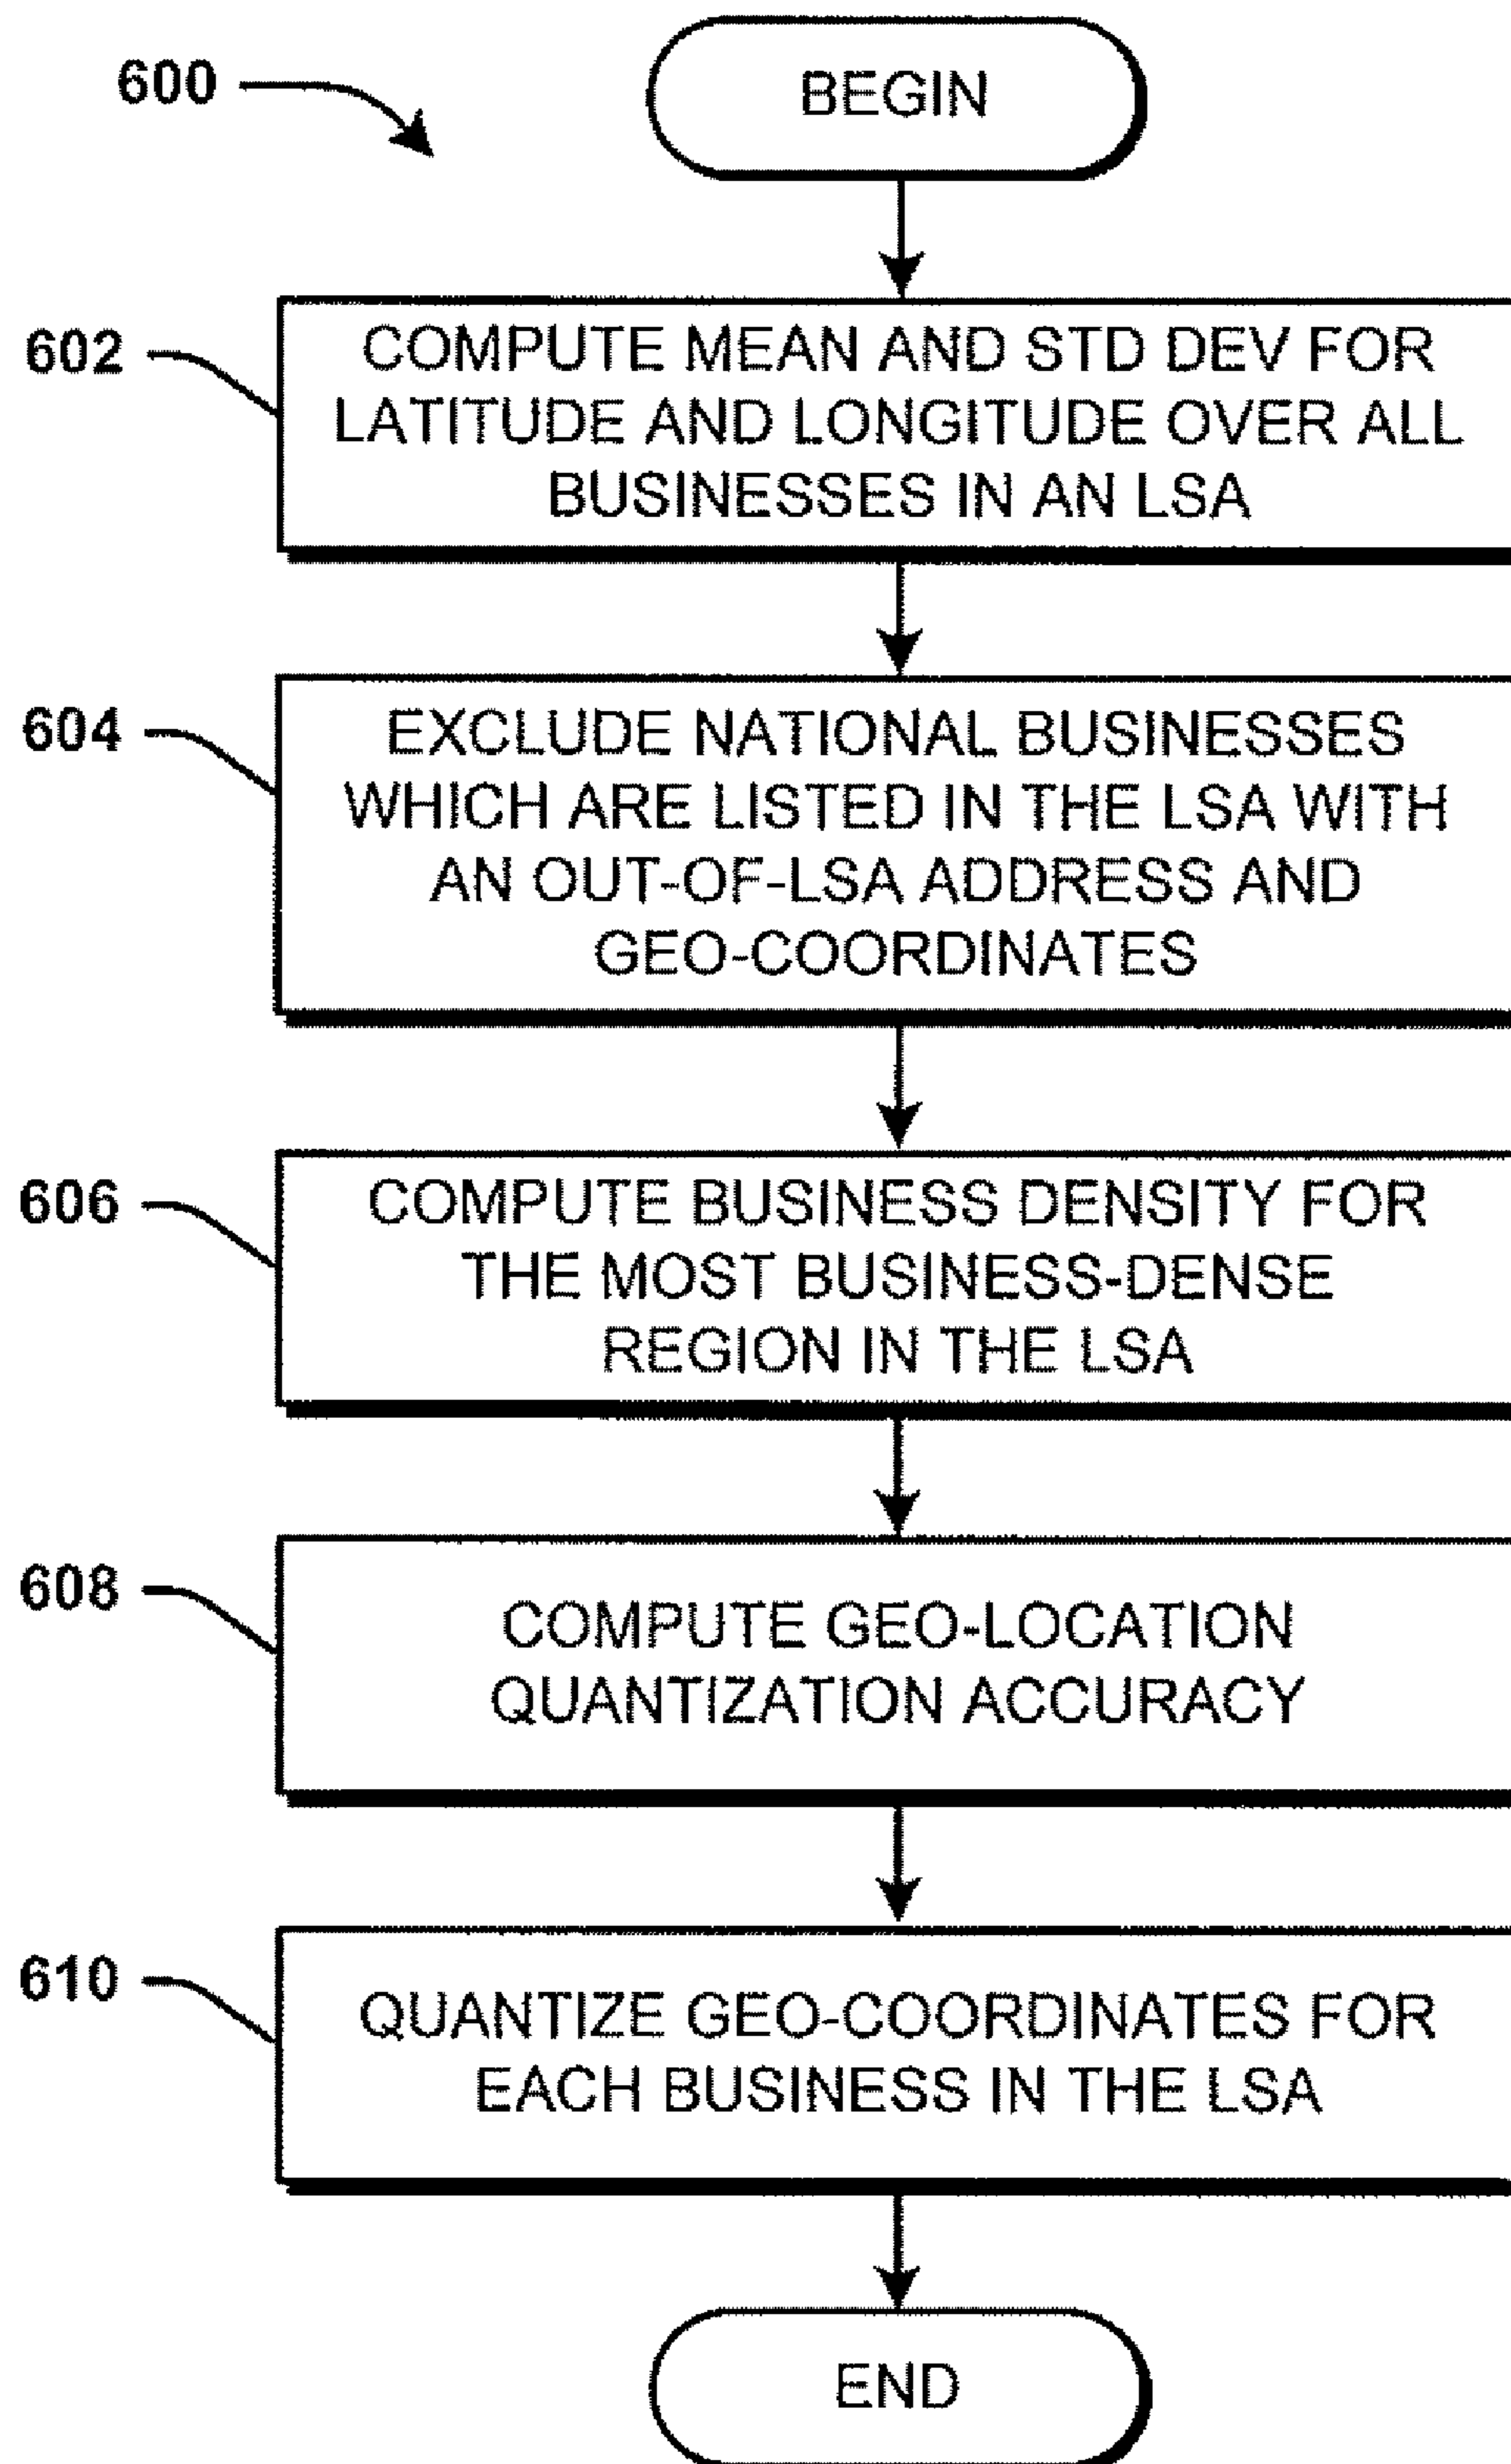 600
BEGIN
602
COMPUTE MEAN AND STD DEV FOR
LATITUDE AND LONGITUDE OVER ALL
BUSINESSES IN AN LSA
604
EXCLUDE NATIONAL BUSINESSES
WHICH ARE LISTED IN THE LSA WITH
AN OUT-OF-LSA ADDRESS AND
GEO-COORDINATES
606
COMPUTE BUSINESS DENSITY FOR
THE MOST BUSINESS-DENSE
REGION IN THE LSA
608
COMPUTE GEO-LOCATION
QUANTIZATION ACCURACY
610
QUANTIZE GEO-COORDINATES FOR
EACH BUSINESS IN THE LSA
END